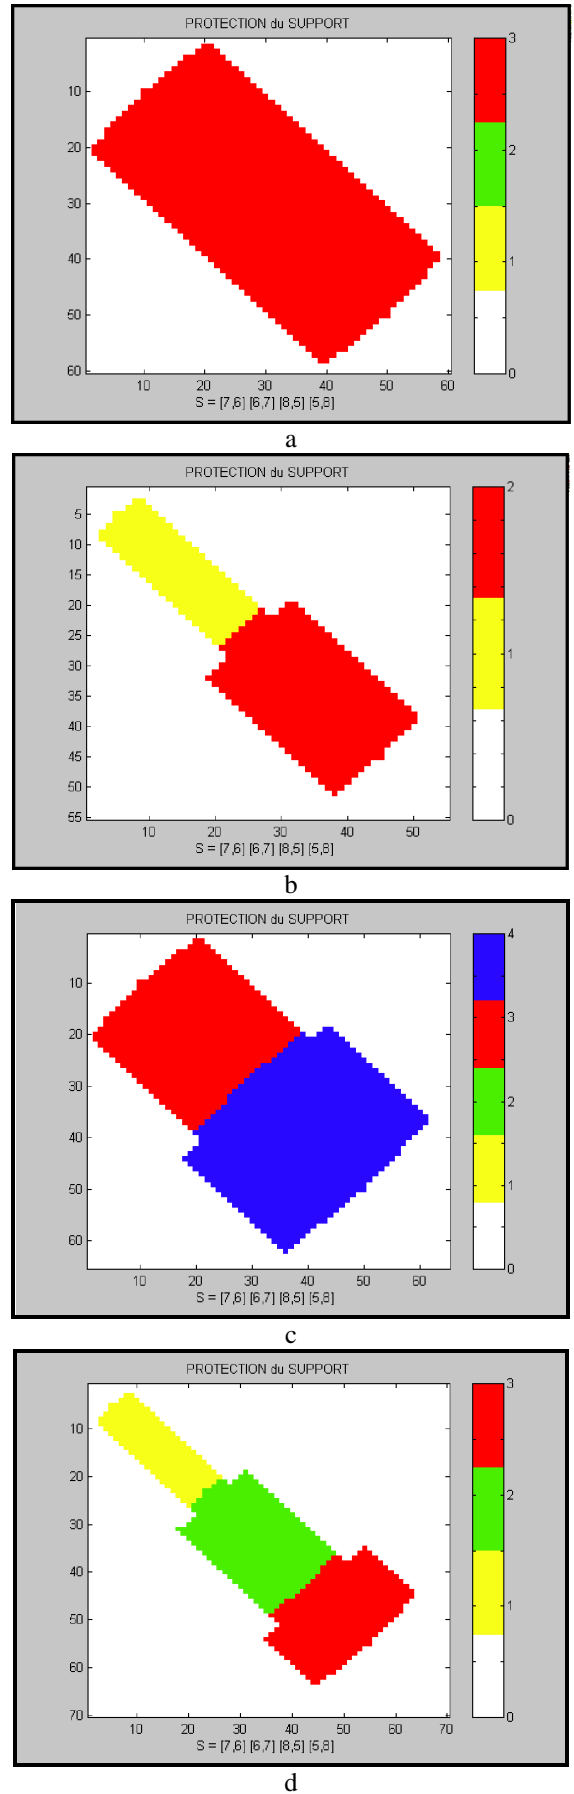 PROTECTION du SUPPORT
3
10
2
20
30
1
40
50
60
0
10 20 30 40 50 60
S = [7,6] [6,7] [8,5] [5,8]
a
PROTECTION du SUPPORT
2
5
10
15
20
25
1
30
35
40
45
50
55
0
10 20 30 40 50
S = [7,6] [6,7] [8,5] [5,8]
b
PROTECTION du SUPPORT
4
10
3
20
30
2
40
1
50
60
0
10 20 30 40 50 60
S = [7,6] [6,7] [8,5] [5,8]
c
PROTECTION du SUPPORT
3
10
20
2
30
40
50
1
60
70
0
10 20 30 40 50 60 70
S = [7,6] [6,7] [8,5] [5,8]
d